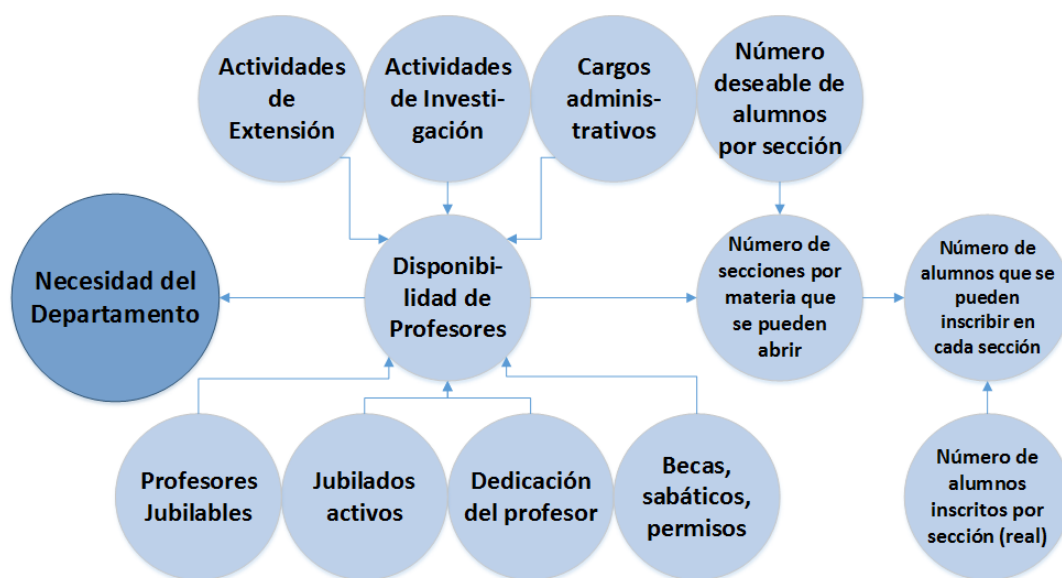 Actividades
de
Extensión
Actividades
de Investi-
gación
Cargos
adminis-
trativos
Número
deseable de
alumnos
por sección
Necesidad del
Departamento
Disponibi-
lidad de
Profesores
Número de
secciones por
materia que
se pueden
abrir
Número de
alumnos que se
pueden
inscribir en
cada sección
Profesores
Jubilables
Jubilados
activos
Dedicación
del profesor
Becas,
sabáticos,
permisos
Número de
alumnos
inscritos por
sección (real)